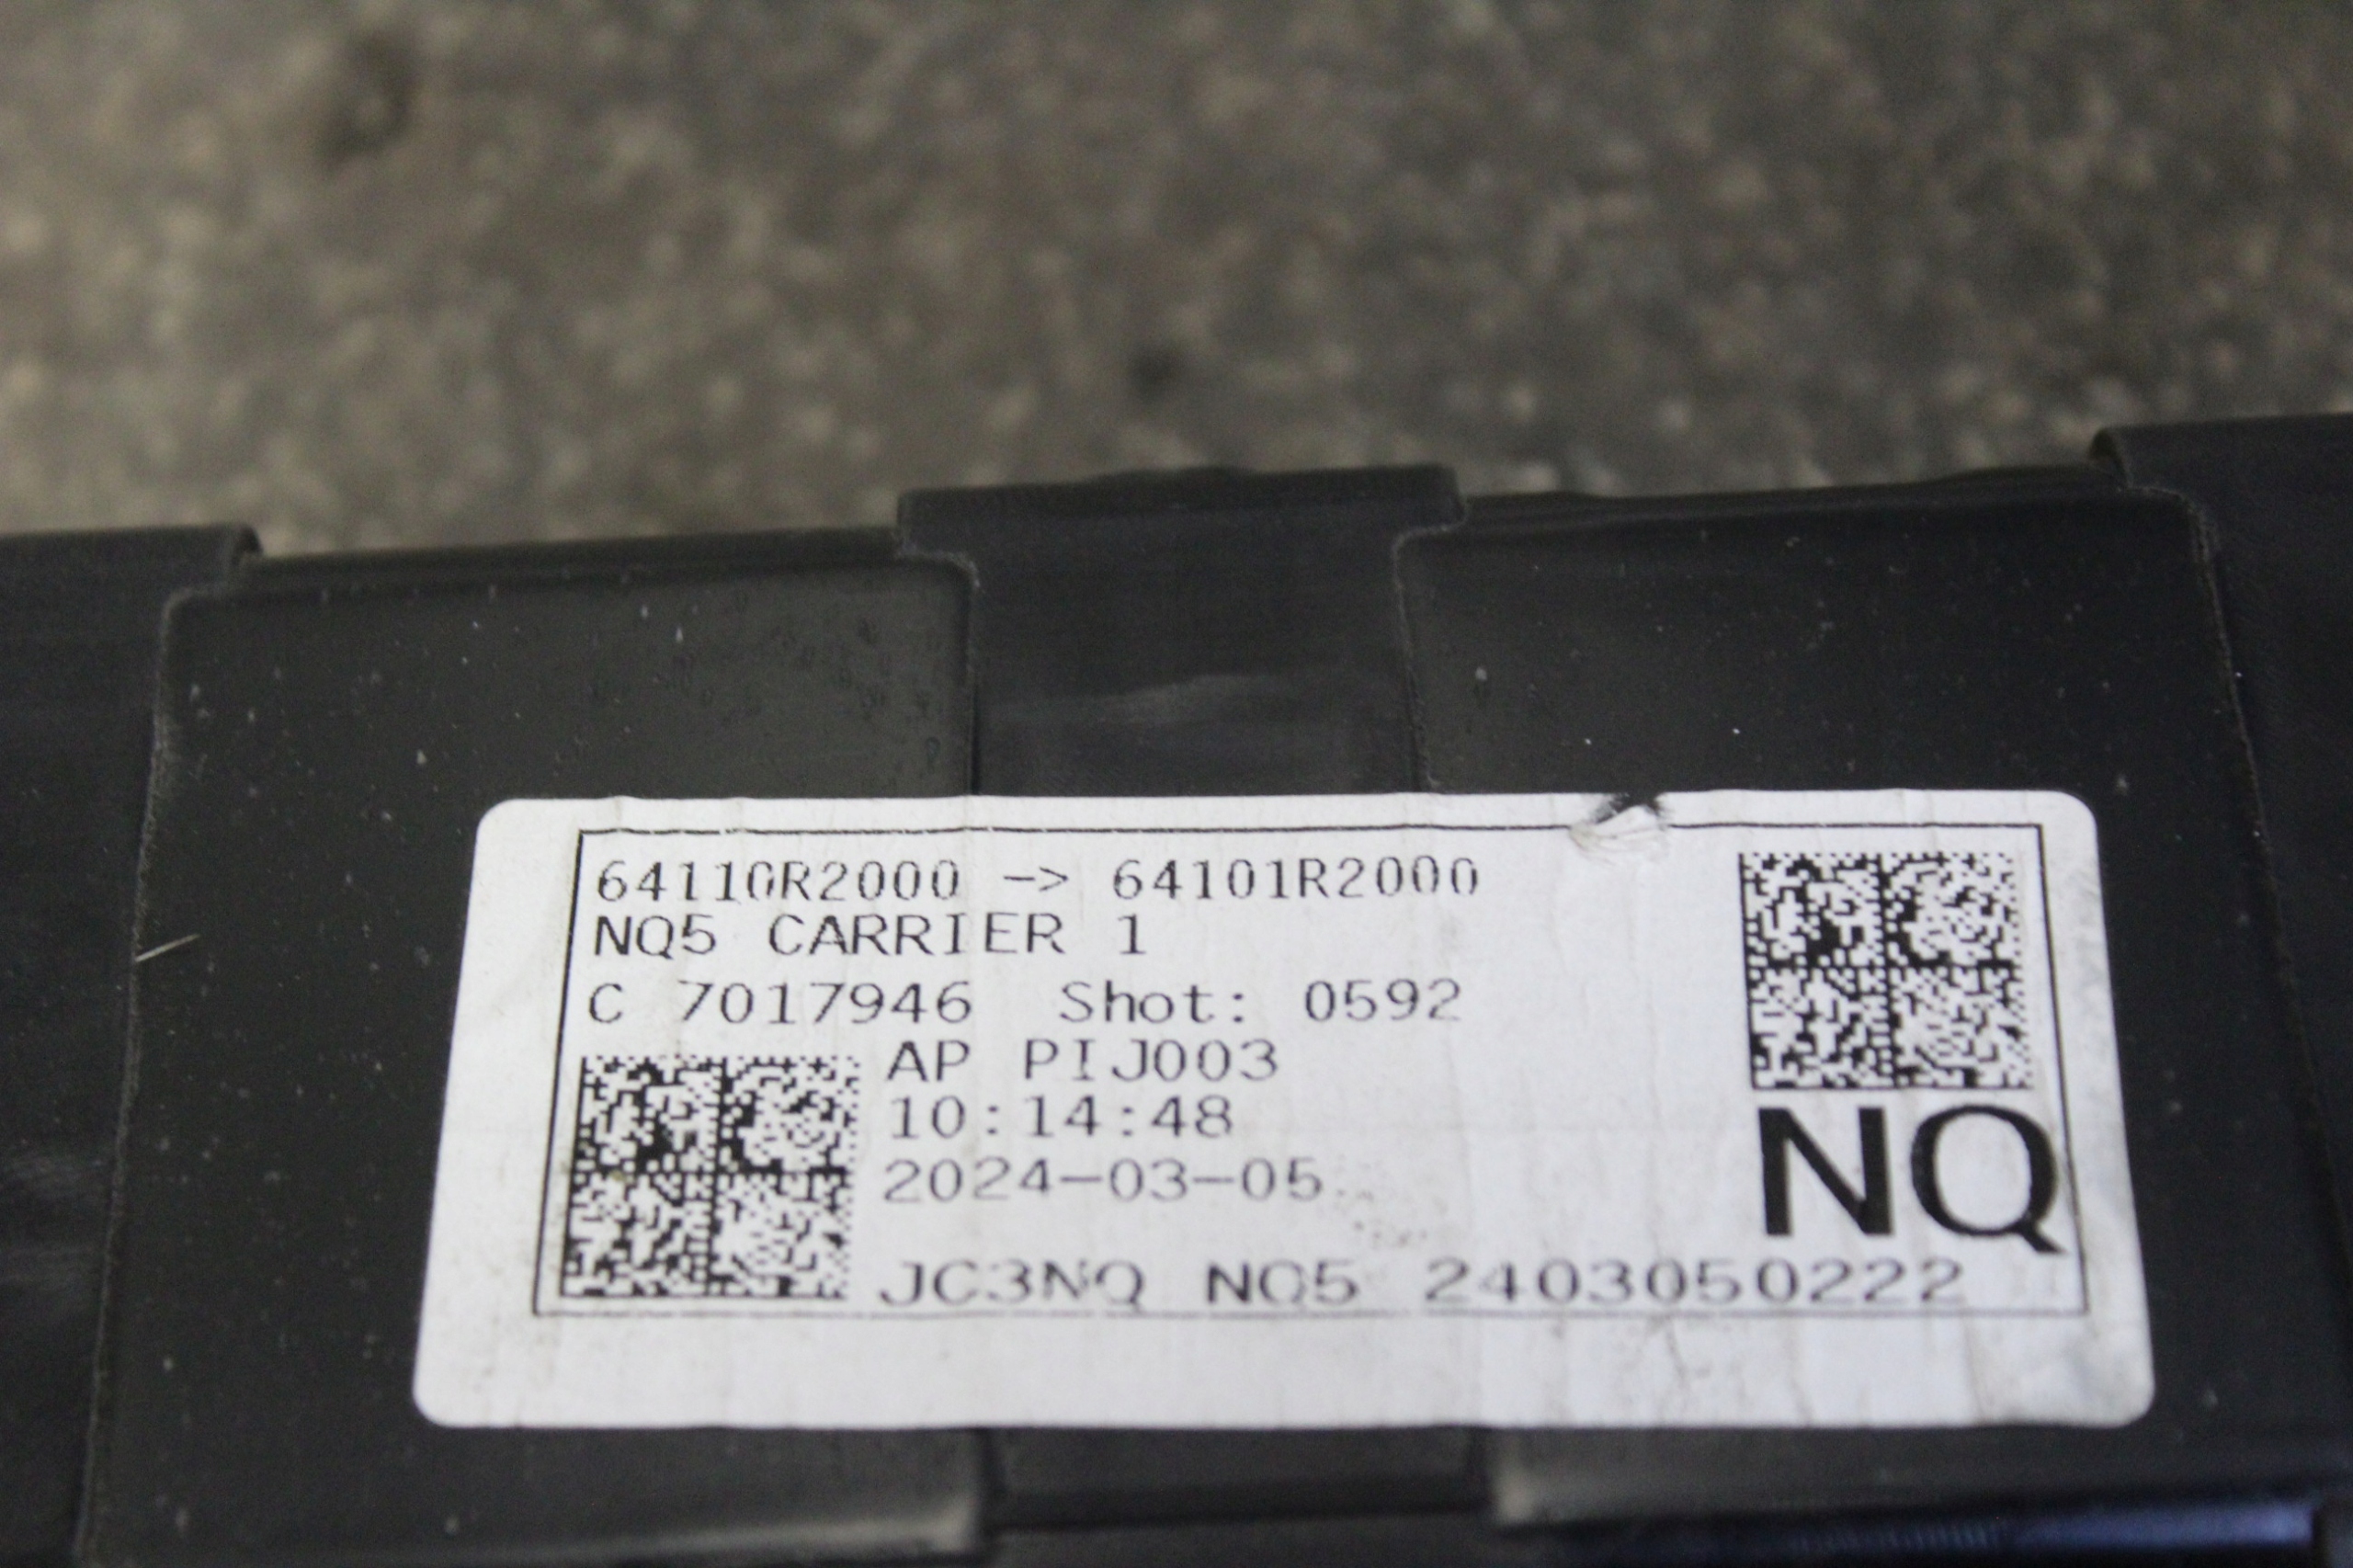 64110R2000 -> 64101R2000
NQ5 CARRIER 1
C 7017946 Shot: 0592
AP PIJ003
10:14:48
2024-03-05
NQ
JC3NQ NQ5 2403050222